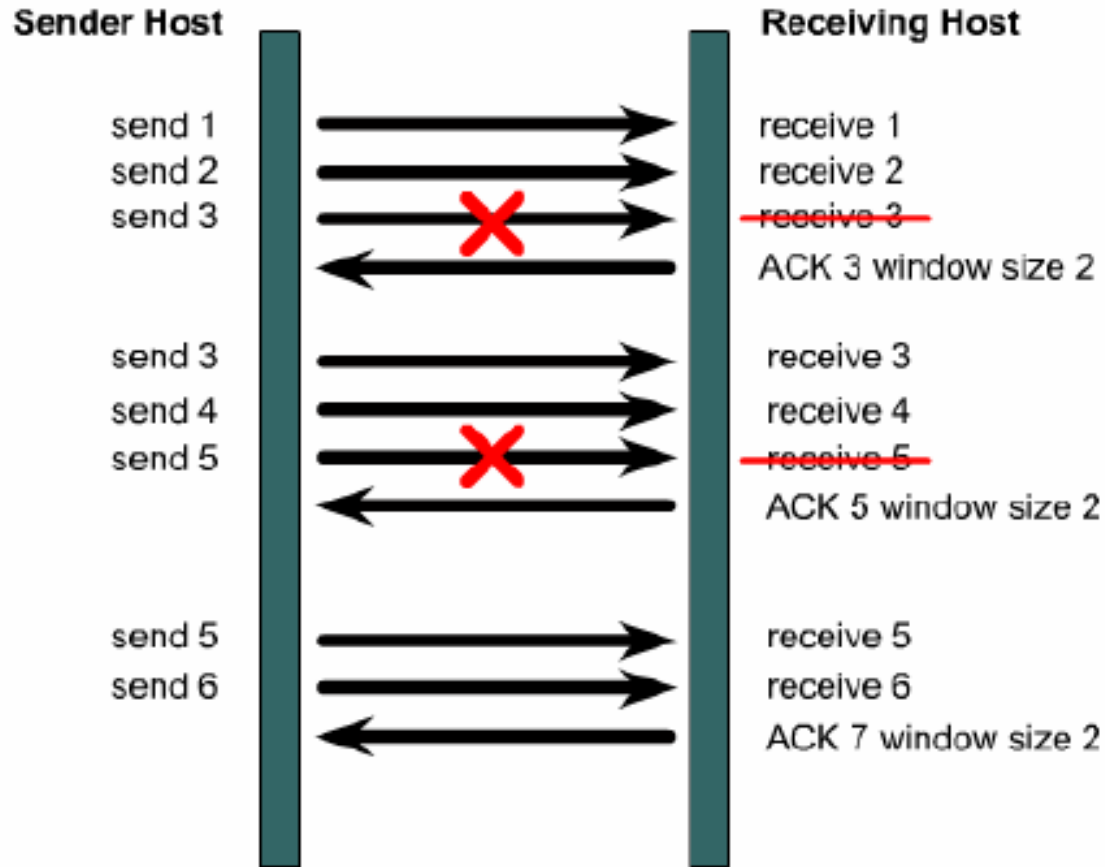 Sender Host
Receiving Host
send 1
receive 1
send 2
receive 2
send 3
receive 3
ACK 3 window size 2
send 3
receive 3
send 4
receive 4
send 5
receive 5
ACK 5 window size 2
send 5
receive 5
send 6
receive 6
ACK 7 window size 2